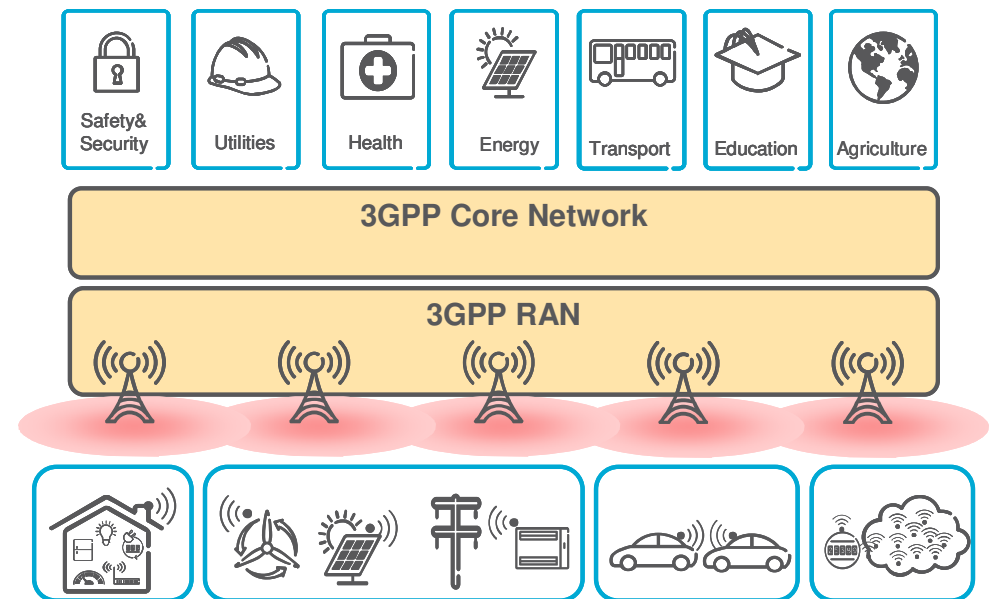 Safety&
Security
Utilities
Health
Energy
Transport
Education
Agriculture
3GPP Core Network
3GPP RAN